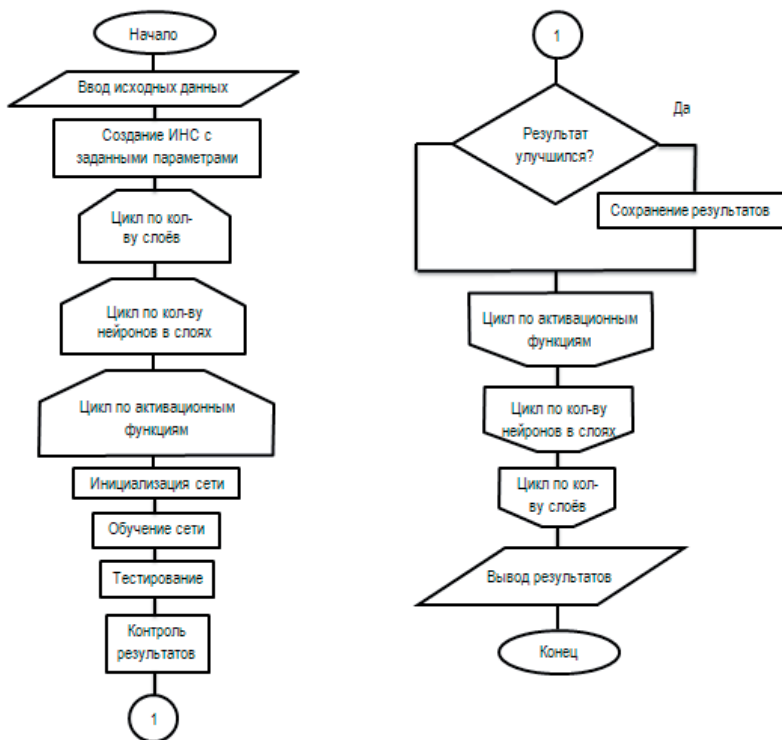 Начало
Ввод исходных данных
Создание ИНС с
заданными параметрами
Цикл по кол-
ву слоёв
Цикл по кол-ву
нейронов в слоях
Цикл по активационным
функциям
Инициализация сети
Обучение сети
Тестирование
Контроль
результатов
1
1
Результат
улучшился?
Да
Сохранение результатов
Цикл по активационным
функциям
Цикл по кол-ву
нейронов в слоях
Цикл по кол-
ву слоёв
Вывод результатов
Конец